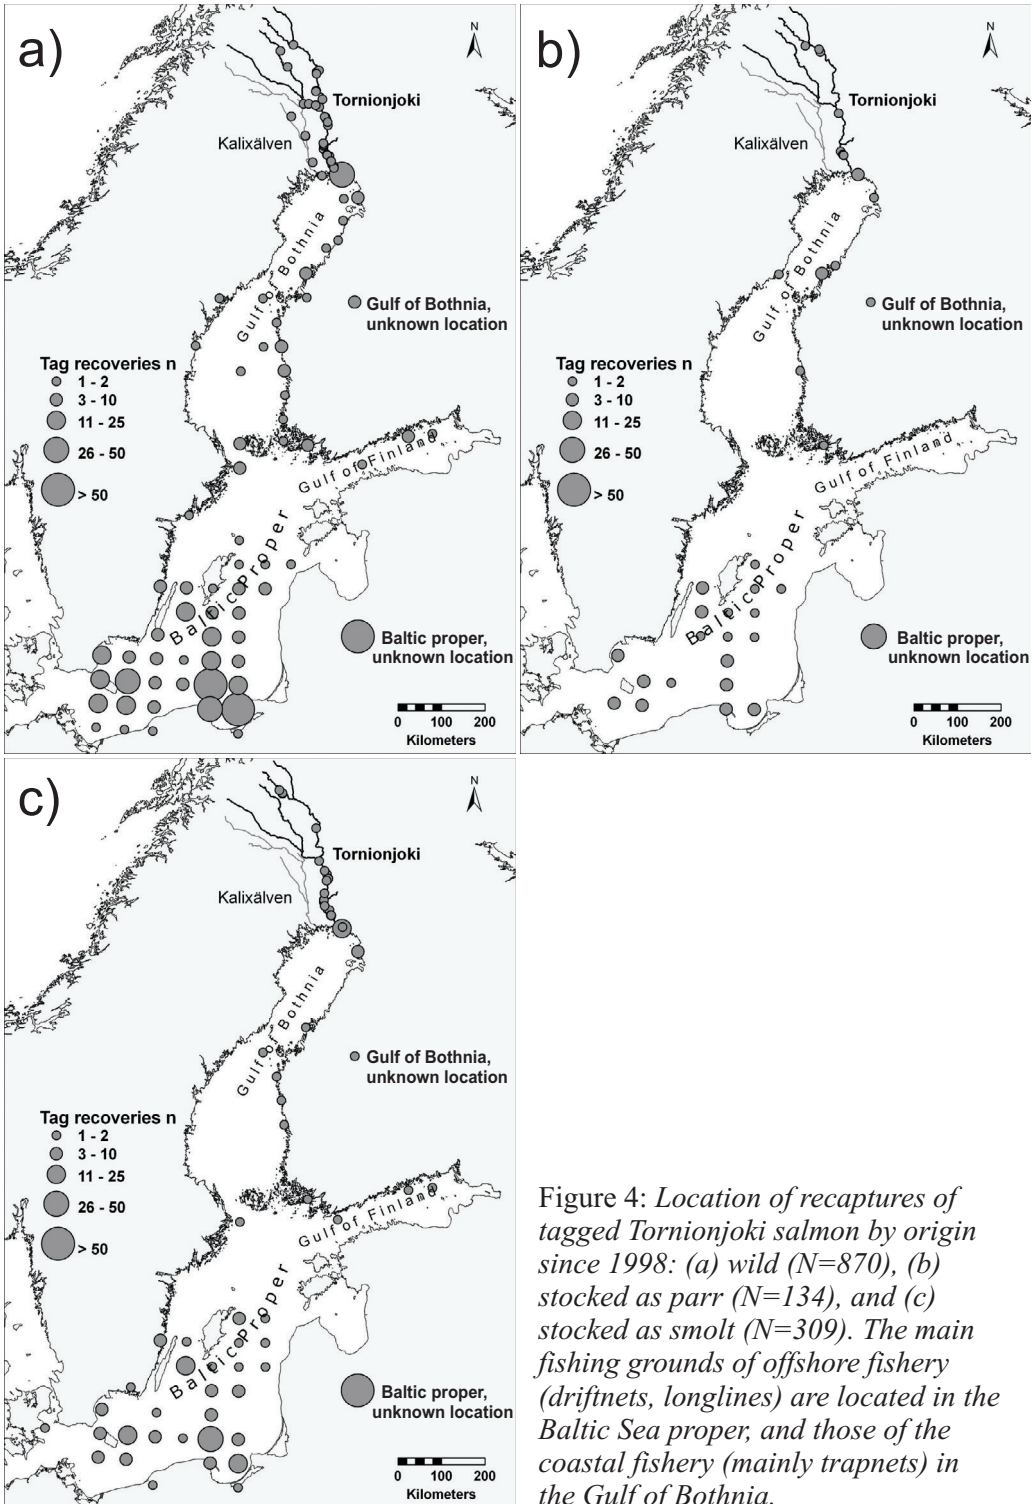 a)
N
Tornionjoki
Kalixälven
Gulf of Bothnia
Gulf of Bothnia,
unknown location
Tag recoveries n
1 - 2
3 - 10
11 - 25
26 - 50
> 50
Gulf of Finland
Baltic Proper
Baltic proper,
unknown location
0 100 200
Kilometers
b)
N
Tornionjoki
Kalixälven
Gulf of Bothnia
Gulf of Bothnia,
unknown location
Tag recoveries n
1 - 2
3 - 10
11 - 25
26 - 50
> 50
Gulf of Finland
Baltic Proper
Baltic proper,
unknown location
0 100 200
Kilometers
c)
N
Tornionjoki
Kalixälven
Gulf of Bothnia
Gulf of Bothnia,
unknown location
Tag recoveries n
1 - 2
3 - 10
11 - 25
26 - 50
> 50
Gulf of Finland
Baltic Proper
Baltic proper,
unknown location
0 100 200
Kilometers
Figure 4: Location of recaptures of
tagged Tornionjoki salmon by origin
since 1998: (a) wild (N=870), (b)
stocked as parr (N=134), and (c)
stocked as smolt (N=309). The main
fishing grounds of offshore fishery
(driftnets, longlines) are located in the
Baltic Sea proper, and those of the
coastal fishery (mainly trapnets) in
the Gulf of Bothnia.